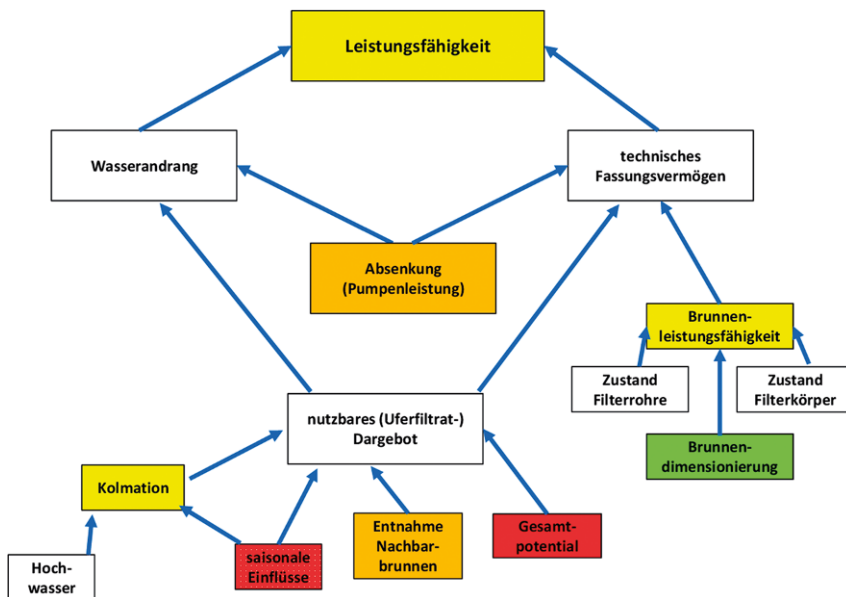 Leistungsfähigkeit
Wasserandrang
technisches
Fassungsvermögen
Absenkung
(Pumpenleistung)
Brunnen-
leistungsfähigkeit
Zustand
Filterrohre
Zustand
Filterkörper
nutzbares (Uferfiltrat-)
Dargebot
Brunnen-
dimensionierung
Kolmation
Entnahme
Nachbar-
brunnen
Gesamt-
potential
saisonale
Einflüsse
Hoch-
wasser